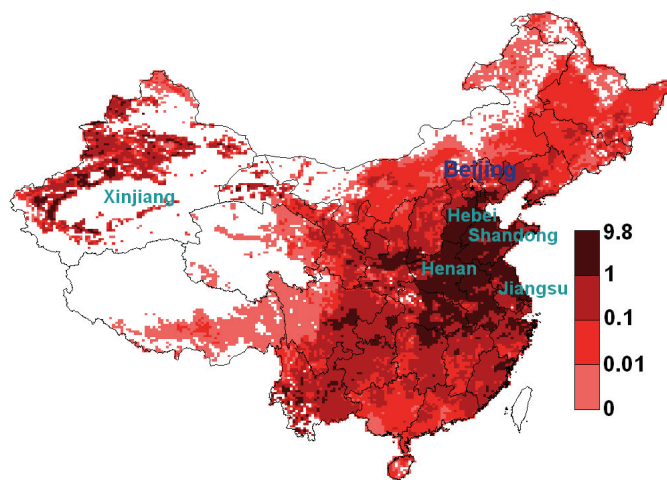 Beijing
Xinjiang
Hebei
Shandong
Henan
Jiangsu
9.8
1
0.1
0.01
0